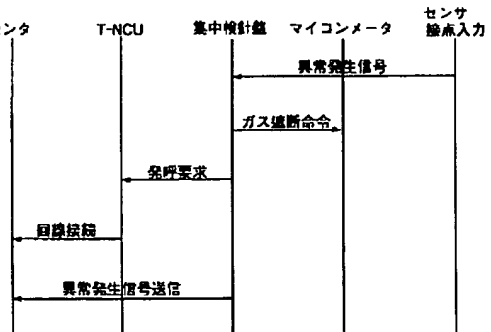 ンタ
T-NCU
集中検針盤
マイコンメータ
センサ
接点入力
異常発生信号
ガス遮断命令
発呼要求
回線接続
異常発生信号送信